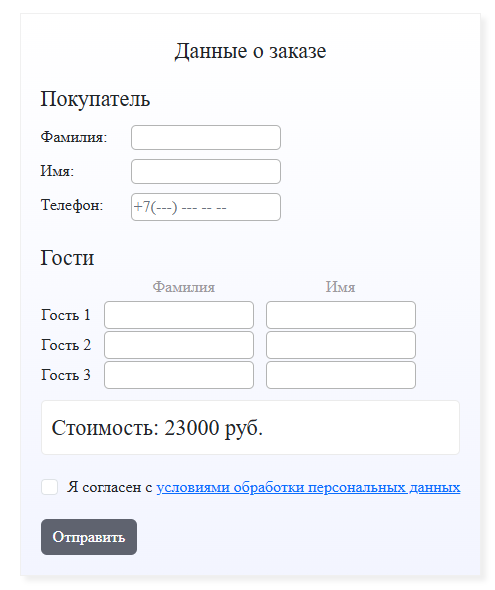 Данные о заказе
Покупатель
Фамилия:
Имя:
Телефон: +7(---) --- -- --
Гости
Фамилия Имя
Гость 1
Гость 2
Гость 3
Стоимость: 23000 руб.
Я согласен с условиями обработки персональных данных
Отправить